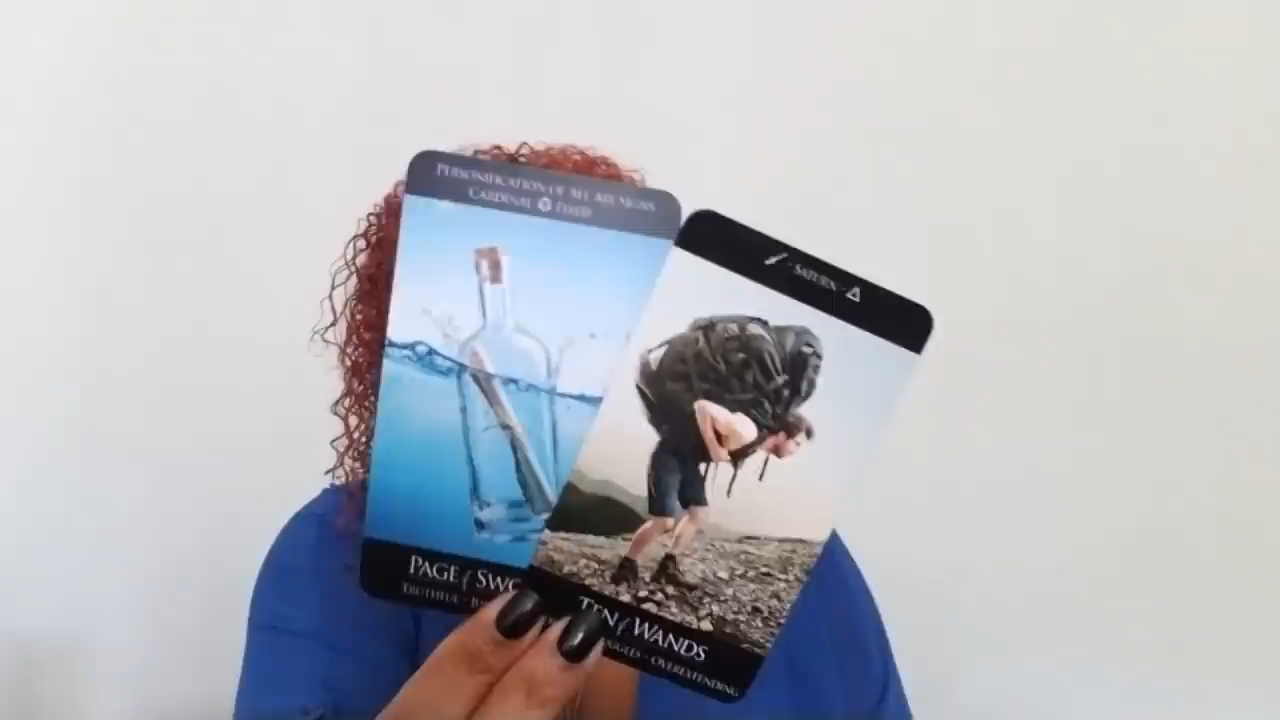 PERSONIFICATION OF ALL AIR SIGNS
CARDINAL FIXED
PAGE of SWO
TRUTHFUL
SATURN
TEN of WANDS
OVEREXTENDING